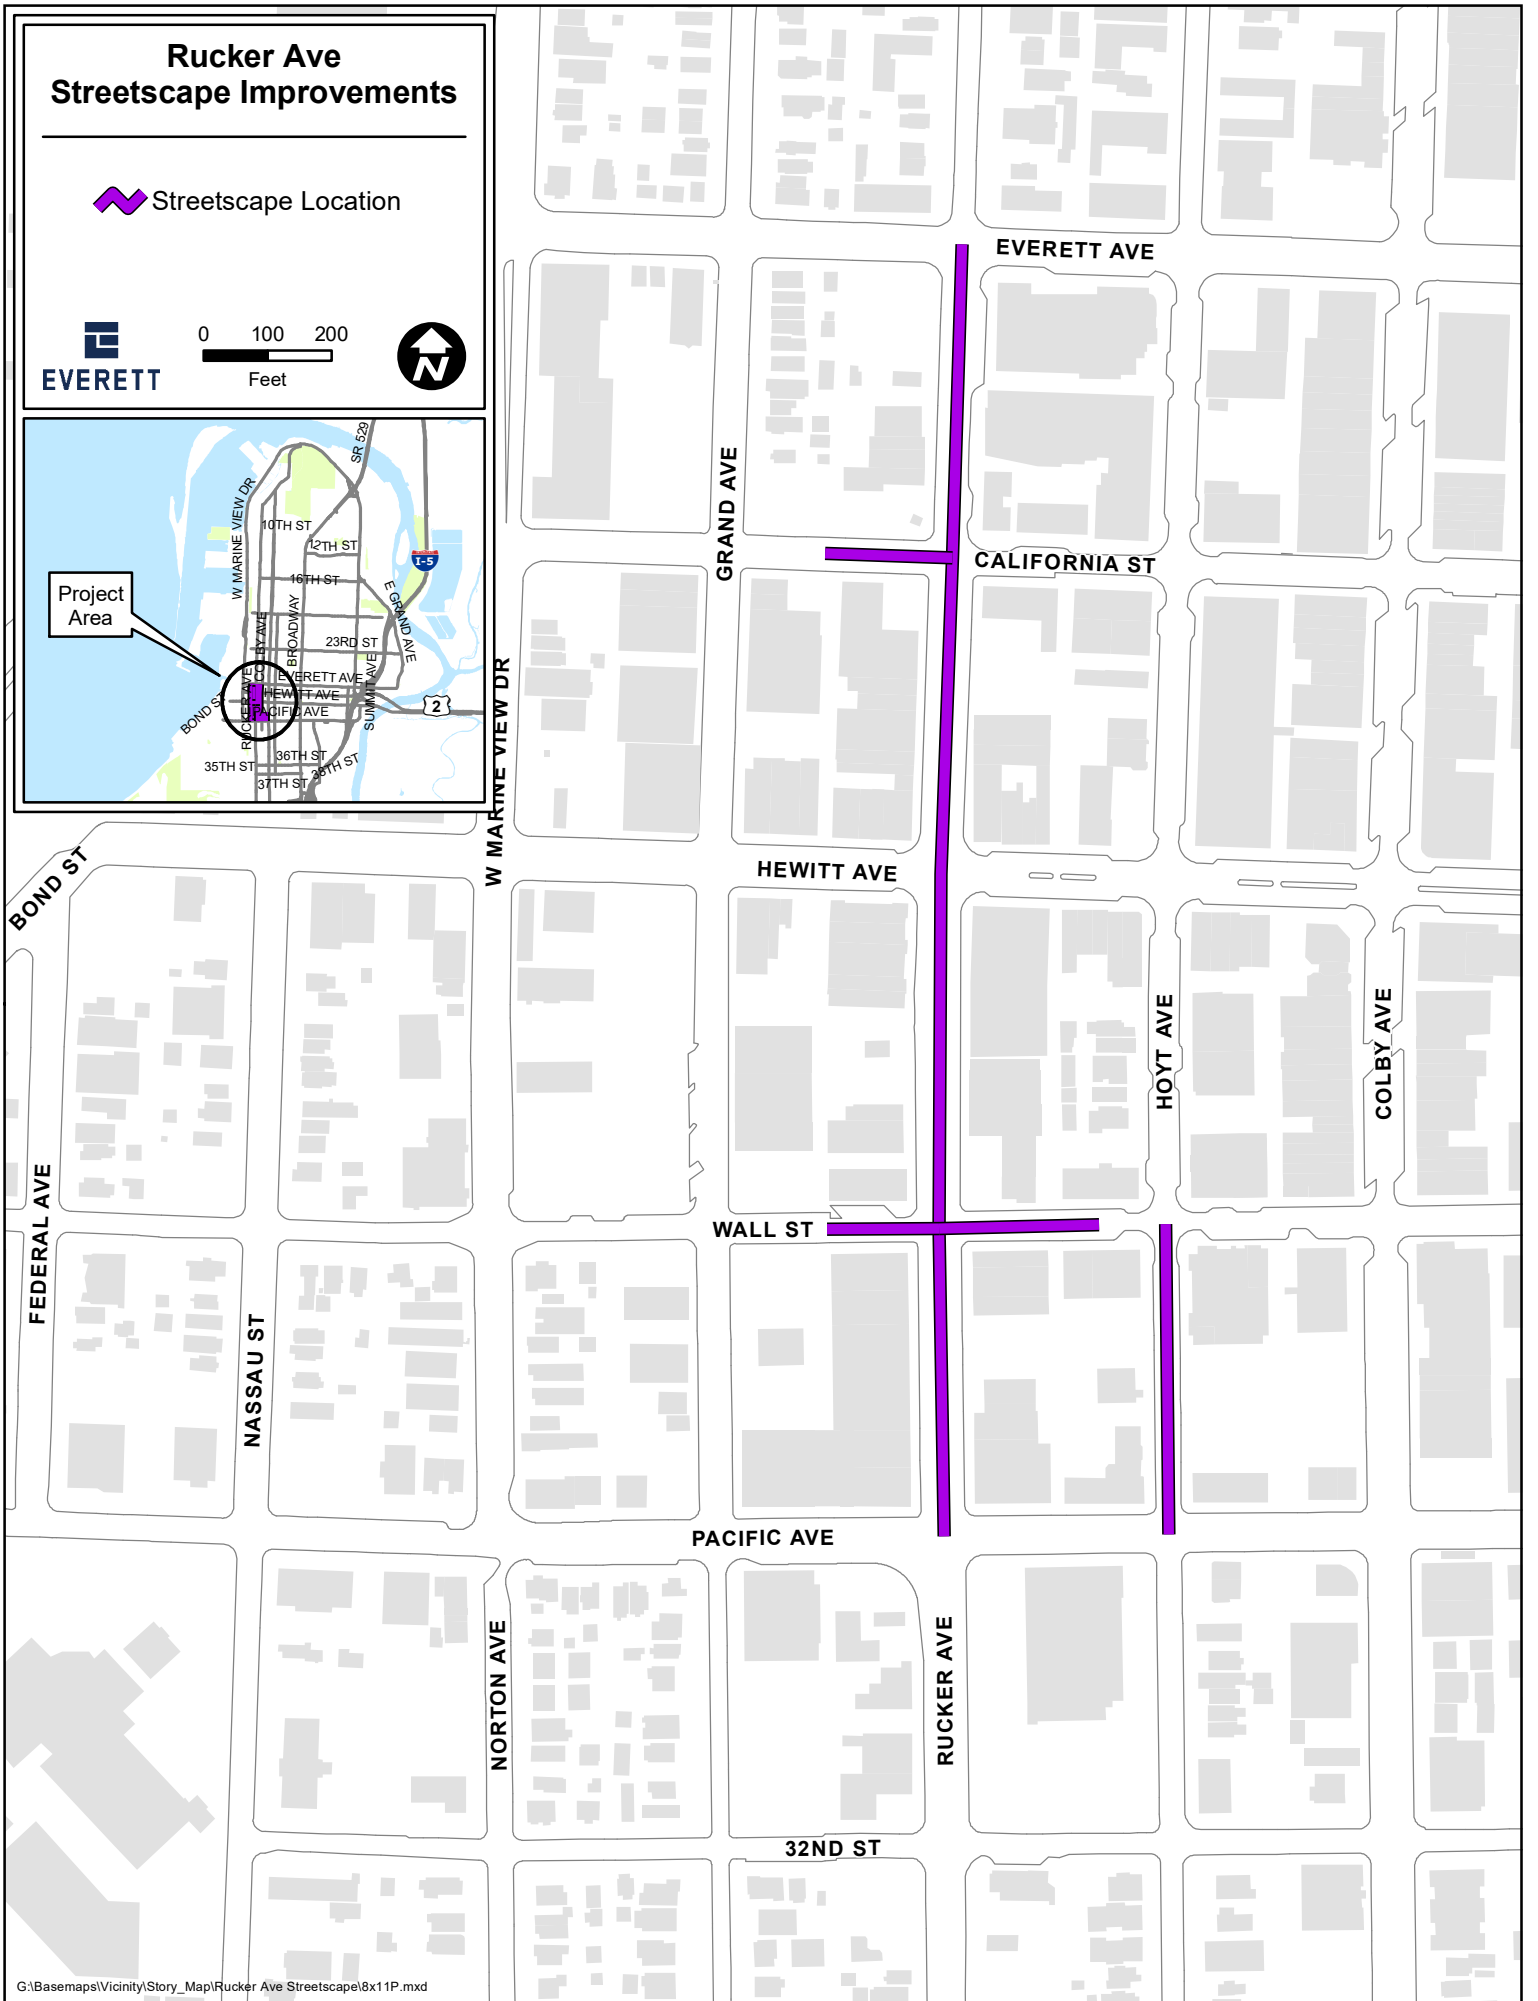 Rucker Ave
Streetscape Improvements
Streetscape Location
0 100 200
Feet
EVERETT
N
SR 529
W MARINE VIEW DR
10TH ST
12TH ST
I-5
16TH ST
E GRAND AVE
Project
Area
COLBY AVE
BROADWAY
23RD ST
EVERETT AVE
HEWITT AVE
SUMMIT AVE
2
BOND ST
RUCKER AVE
PACIFIC AVE
36TH ST
35TH ST
38TH ST
37TH ST
EVERETT AVE
GRAND AVE
CALIFORNIA ST
W MARINE VIEW DR
HEWITT AVE
BOND ST
HOYT AVE
COLBY AVE
FEDERAL AVE
WALL ST
NASSAU ST
PACIFIC AVE
NORTON AVE
RUCKER AVE
32ND ST
G:\Basemaps\Vicinity\Story_Map\Rucker Ave Streetscape\8x11P.mxd